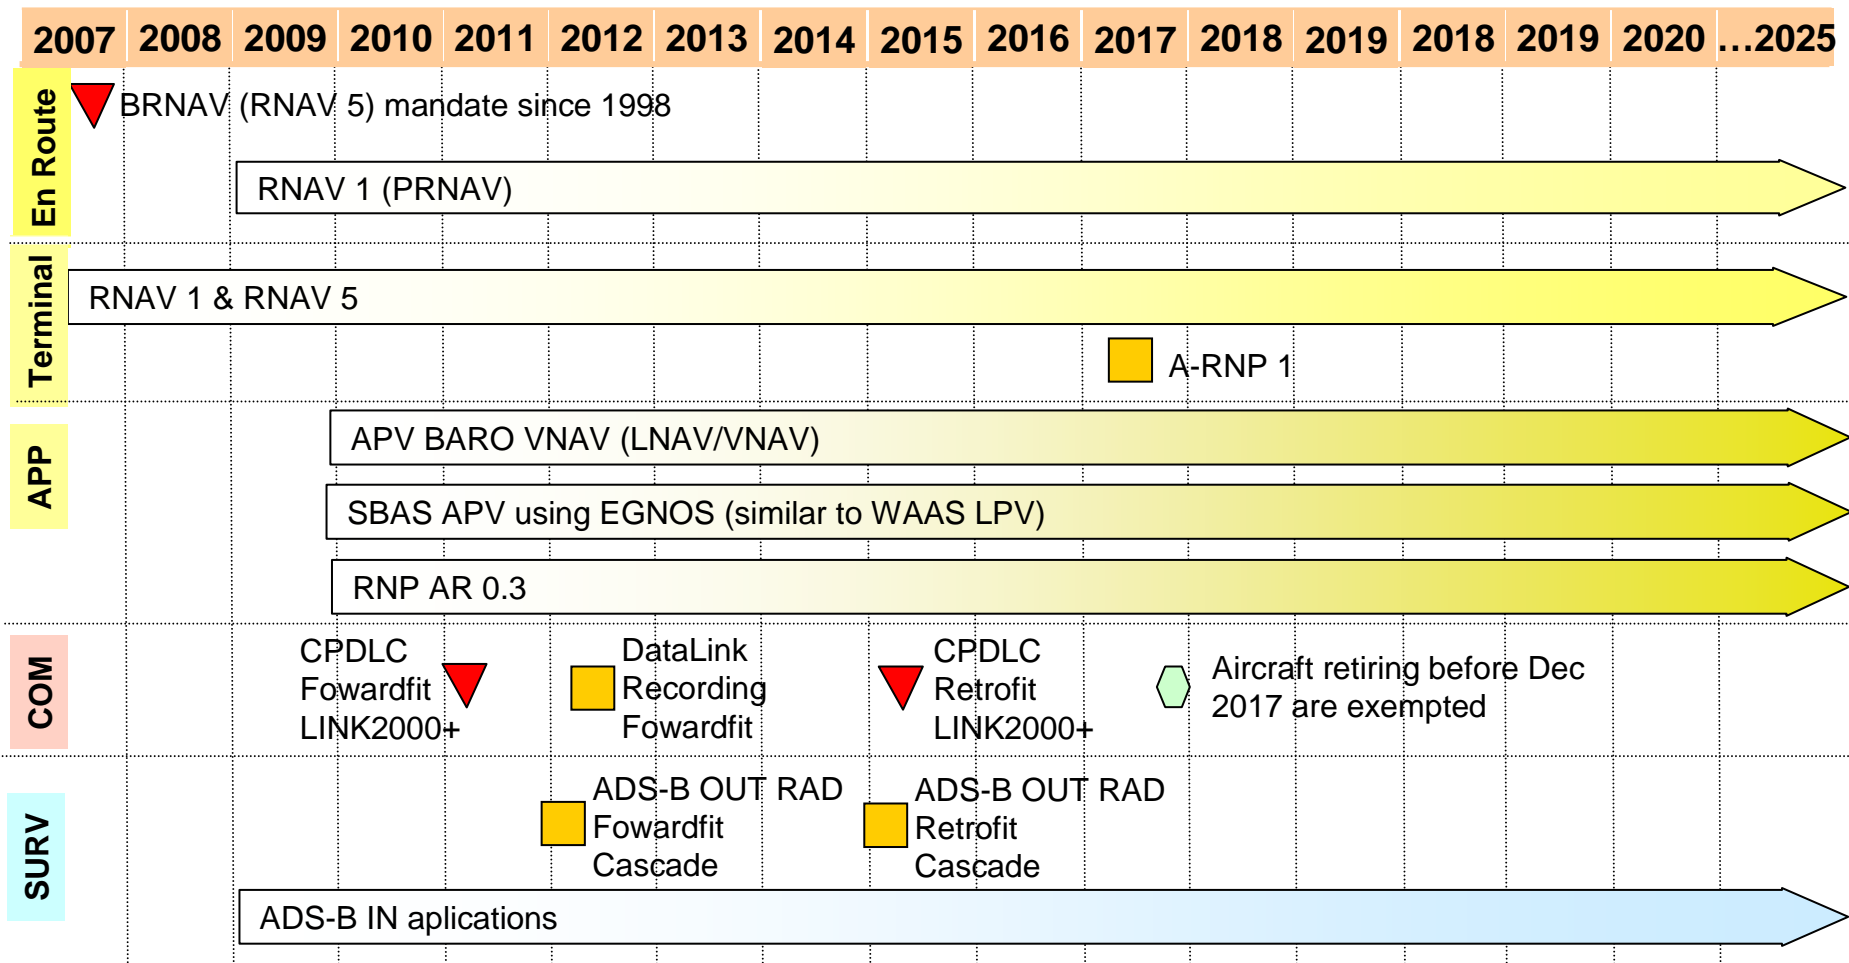 2007 2008 2009 2010 2011 2012 2013 2014 2015 2016 2017 2018 2019 2018 2019 2020 ...2025
En Route
BRNAV (RNAV 5) mandate since 1998
RNAV 1 (PRNAV)
Terminal
RNAV 1 & RNAV 5
A-RNP 1
APP
APV BARO VNAV (LNAV/VNAV)
SBAS APV using EGNOS (similar to WAAS LPV)
RNP AR 0.3
COM
CPDLC
Fowardfit
LINK2000+
DataLink
Recording
Fowardfit
CPDLC
Retrofit
LINK2000+
Aircraft retiring before Dec
2017 are exempted
SURV
ADS-B OUT RAD
Fowardfit
Cascade
ADS-B OUT RAD
Retrofit
Cascade
ADS-B IN aplications